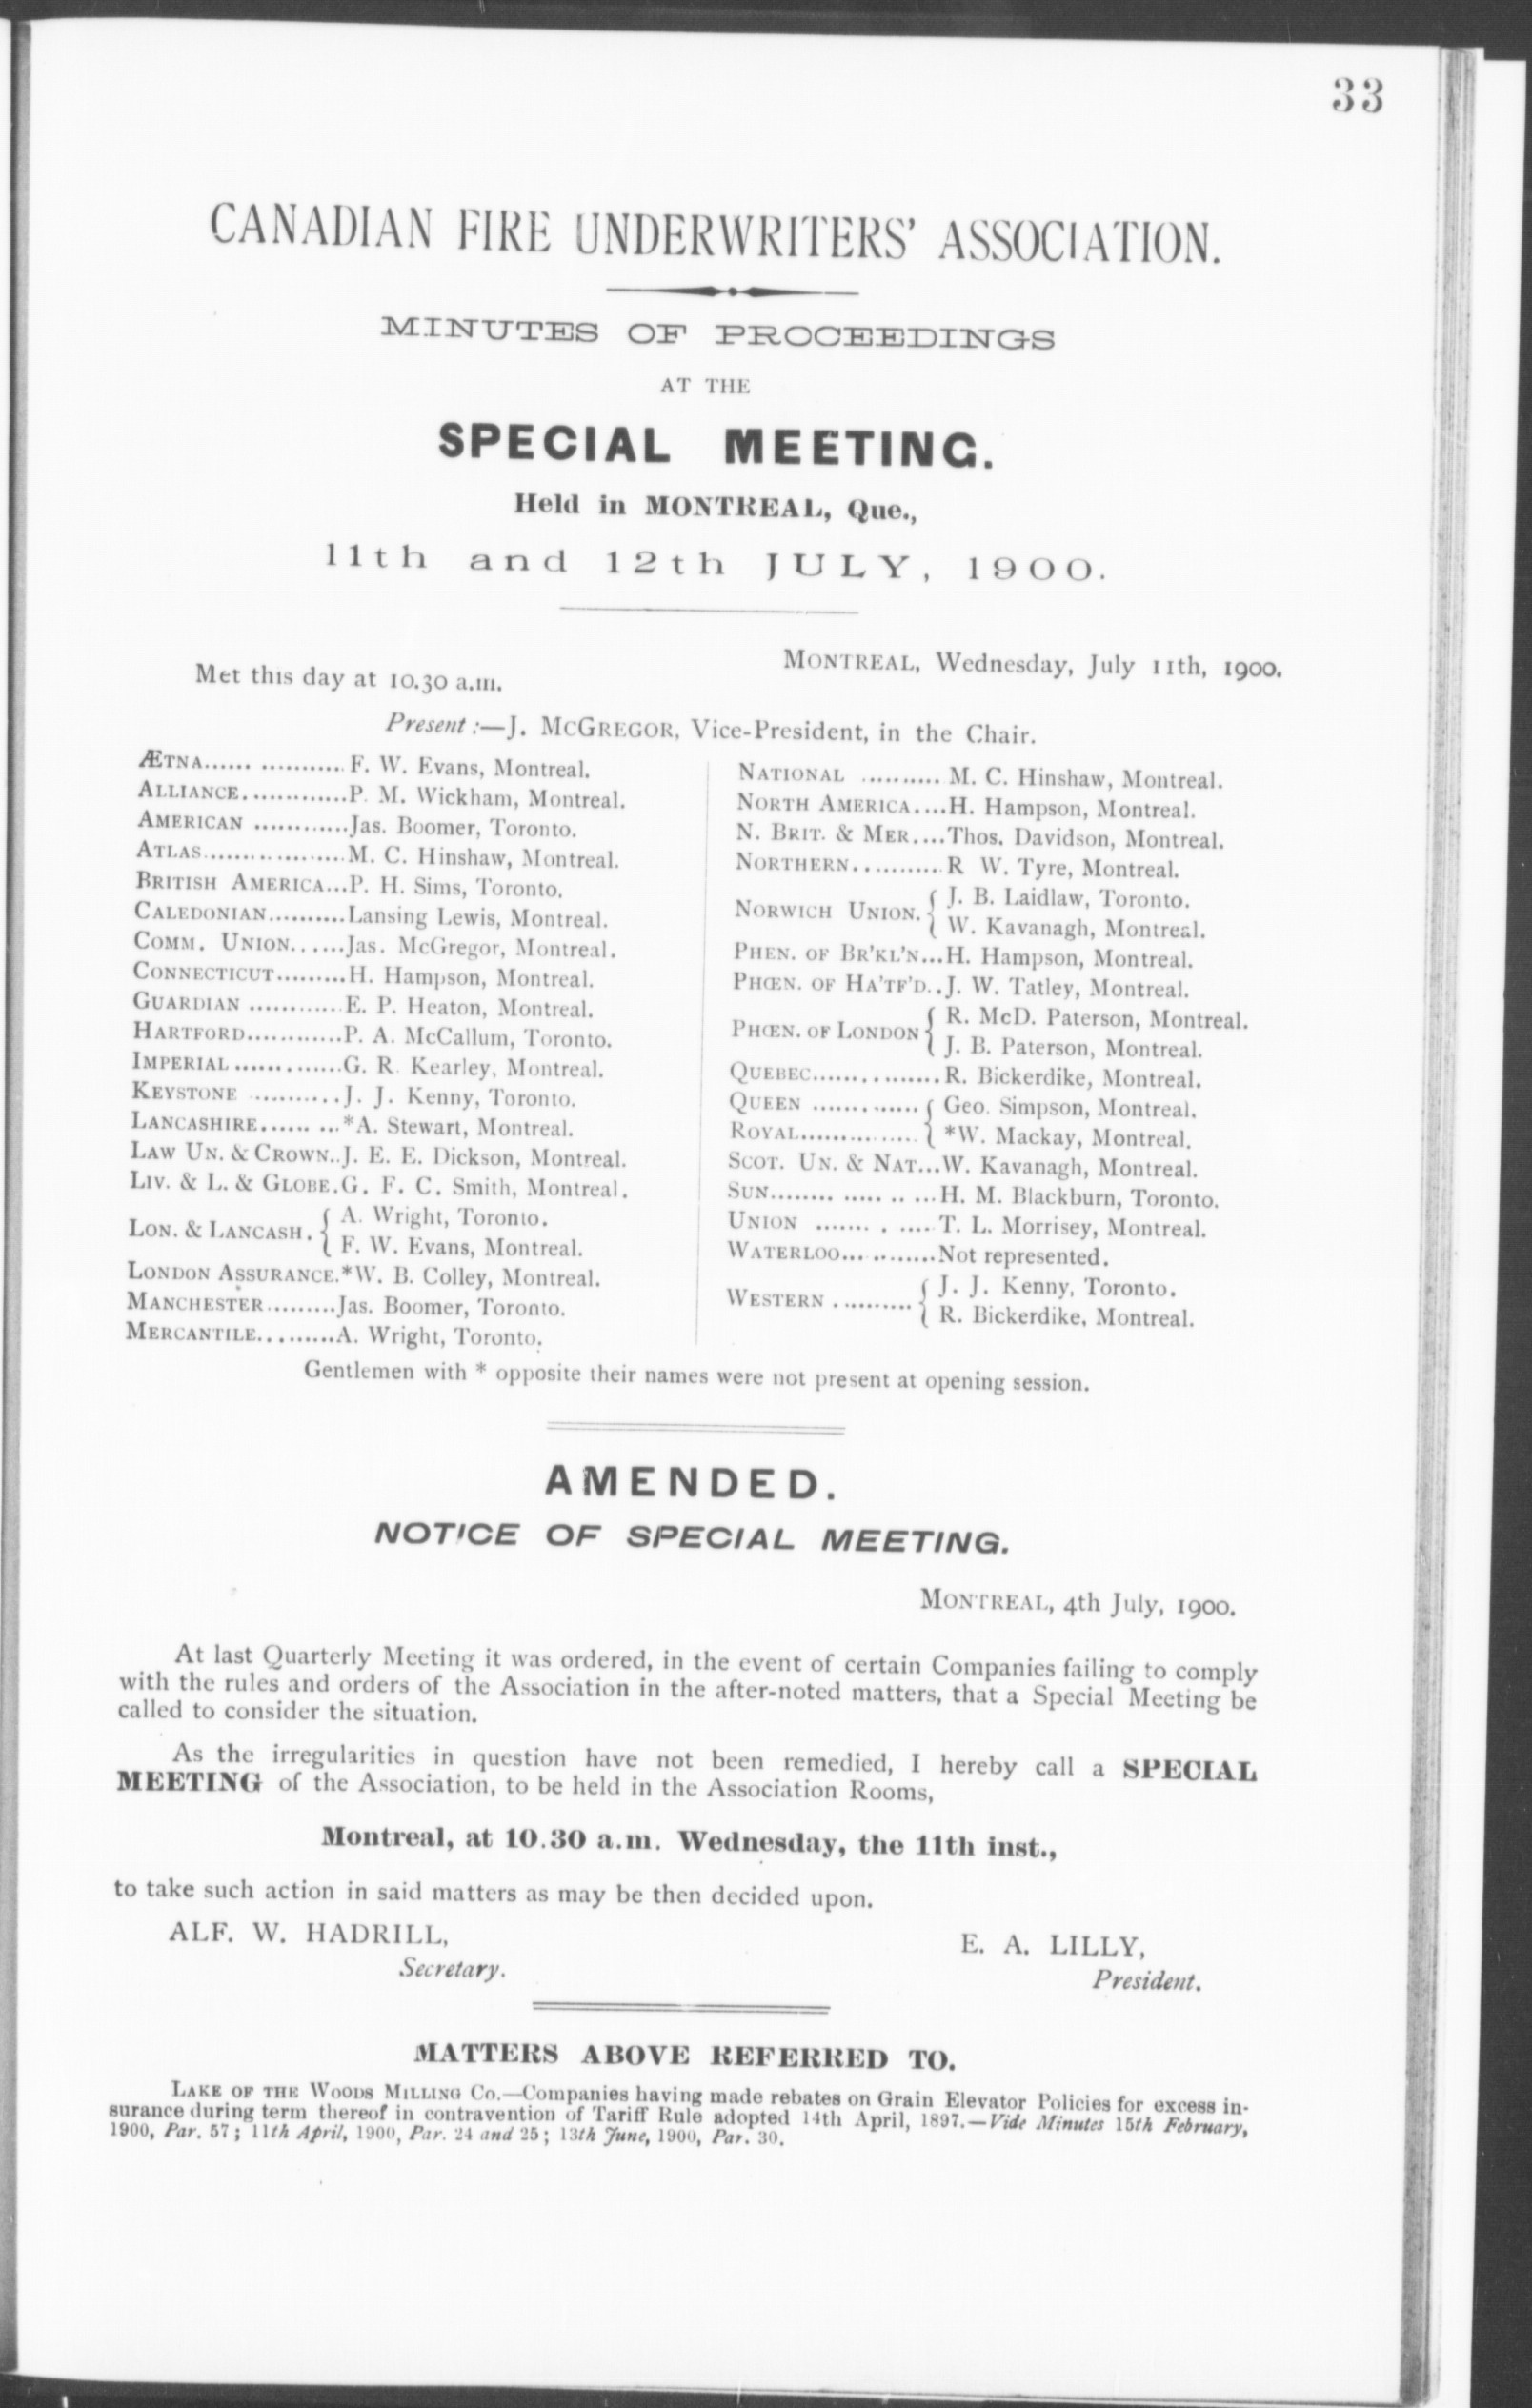 33
CANADIAN FIRE UNDERWRITERS' ASSOCIATION.
MINUTES OF PROCEEDINGS
AT THE
SPECIAL MEETING.
Held in MONTREAL, Que.,
11th and 12th JULY, 1900.
MONTREAL, Wednesday, July 11th, 1900.
Met this day at 10.30 a.m.
Present:—J. MCGREGOR, Vice-President, in the Chair.
ÆTNA.................F. W. Evans, Montreal.
ALLIANCE.............P. M. Wickham, Montreal.
AMERICAN ............Jas. Boomer, Toronto.
ATLAS..................M. C. Hinshaw, Montreal.
BRITISH AMERICA...P. H. Sims, Toronto.
CALEDONIAN..........Lansing Lewis, Montreal.
COMM. UNION......Jas. McGregor, Montreal.
CONNECTICUT.........H. Hampson, Montreal.
GUARDIAN ............E. P. Heaton, Montreal.
HARTFORD............P. A. McCallum, Toronto.
IMPERIAL.............G. R. Kearley, Montreal.
KEYSTONE ..........J. J. Kenny, Toronto.
LANCASHIRE.........*A. Stewart, Montreal.
LAW UN. & CROWN..J. E. E. Dickson, Montreal.
LIV. & L. & GLOBE.G. F. C. Smith, Montreal.
LON. & LANCASH. { A. Wright, Toronto.
F. W. Evans, Montreal.
LONDON ASSURANCE.*W. B. Colley, Montreal.
MANCHESTER.........Jas. Boomer, Toronto.
MERCANTILE.........A. Wright, Toronto.
NATIONAL ..........M. C. Hinshaw, Montreal.
NORTH AMERICA....H. Hampson, Montreal.
N. BRIT. & MER....Thos. Davidson, Montreal.
NORTHERN...........R W. Tyre, Montreal.
NORWICH UNION. { J. B. Laidlaw, Toronto.
W. Kavanagh, Montreal.
PHEN. OF BR'KL'N...H. Hampson, Montreal.
PHŒN. OF HA'TF'D..J. W. Tatley, Montreal.
PHŒN. OF LONDON { R. McD. Paterson, Montreal.
J. B. Paterson, Montreal.
QUEBEC...............R. Bickerdike, Montreal.
QUEEN .............{ Geo. Simpson, Montreal.
ROYAL...............{ *W. Mackay, Montreal.
SCOT. UN. & NAT...W. Kavanagh, Montreal.
SUN........ ..... .. ...H. M. Blackburn, Toronto.
UNION ....... . .....T. L. Morrisey, Montreal.
WATERLOO............Not represented.
WESTERN ..........{ J. J. Kenny, Toronto.
R. Bickerdike, Montreal.
Gentlemen with * opposite their names were not present at opening session.
AMENDED.
NOTICE OF SPECIAL MEETING.
MONTREAL, 4th July, 1900.
At last Quarterly Meeting it was ordered, in the event of certain Companies failing to comply
with the rules and orders of the Association in the after-noted matters, that a Special Meeting be
called to consider the situation.
As the irregularities in question have not been remedied, I hereby call a SPECIAL
MEETING of the Association, to be held in the Association Rooms,
Montreal, at 10.30 a.m. Wednesday, the 11th inst.,
to take such action in said matters as may be then decided upon.
ALF. W. HADRILL,
Secretary.
E. A. LILLY,
President.
MATTERS ABOVE REFERRED TO.
LAKE OF THE WOODS MILLING CO.—Companies having made rebates on Grain Elevator Policies for excess in-
surance during term thereof in contravention of Tariff Rule adopted 14th April, 1897.—Vide Minutes 15th February,
1900, Par. 57; 11th April, 1900, Par. 24 and 25; 13th June, 1900, Par. 30.